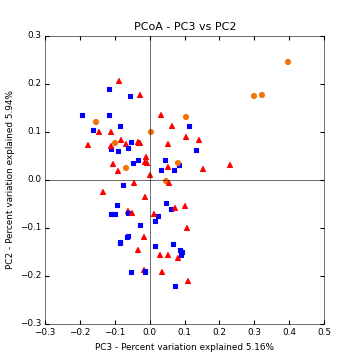 PCoA - PC3 vs PC2
0.3
0.2
0.1
0.0
−0.1
−0.2
−0.3
PC2 - Percent variation explained 5.94%
−0.3 −0.2 −0.1 0.0 0.1 0.2 0.3 0.4 0.5
PC3 - Percent variation explained 5.16%